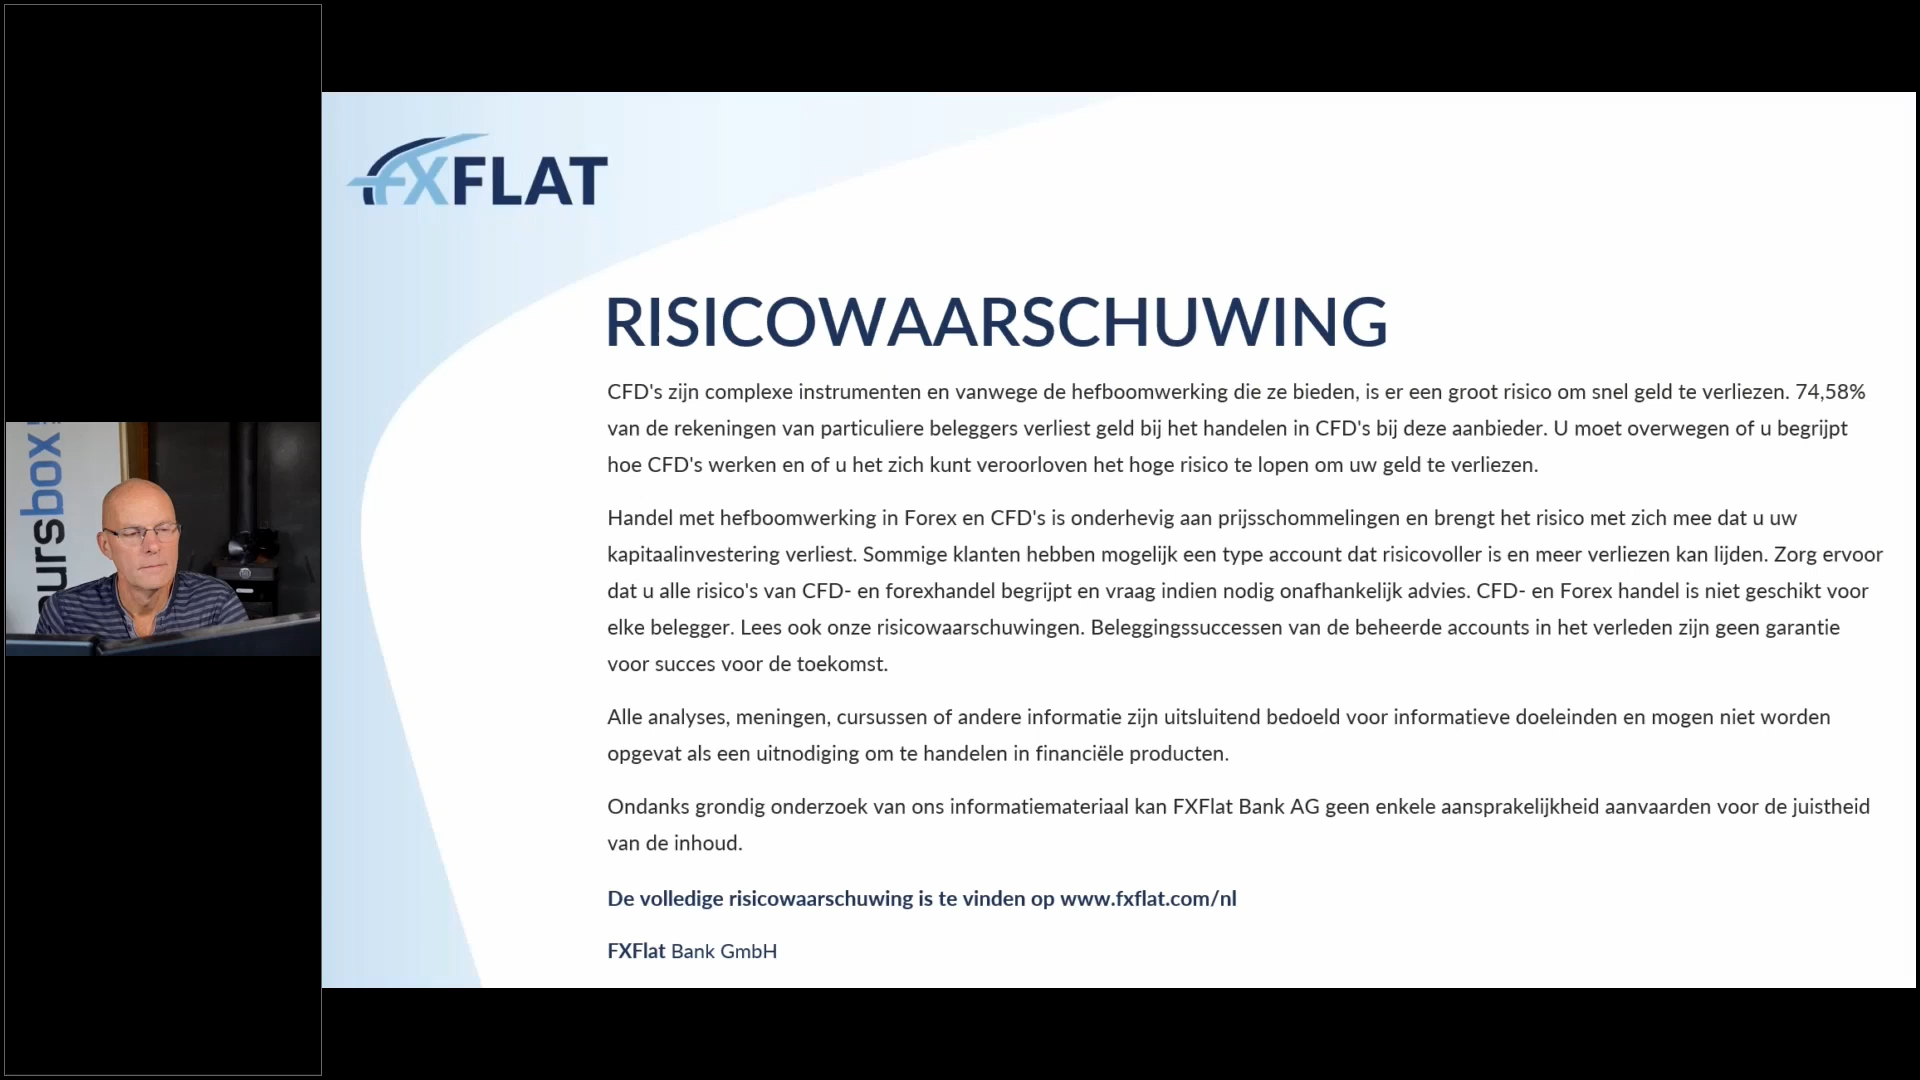 FXFLAT
RISICOWAARSCHUWING
CFD's zijn complexe instrumenten en vanwege de hefboomwerking die ze bieden, is er een groot risico om snel geld te verliezen. 74,58%
van de rekeningen van particuliere beleggers verliest geld bij het handelen in CFD's bij deze aanbieder. U moet overwegen of u begrijpt
hoe CFD's werken en of u het zich kunt veroorloven het hoge risico te lopen om uw geld te verliezen.
Handel met hefboomwerking in Forex en CFD's is onderhevig aan prijsschommelingen en brengt het risico met zich mee dat u uw
kapitaalinvestering verliest. Sommige klanten hebben mogelijk een type account dat risicovoller is en meer verliezen kan lijden. Zorg ervoor
dat u alle risico's van CFD- en forexhandel begrijpt en vraag indien nodig onafhankelijk advies. CFD- en Forex handel is niet geschikt voor
elke belegger. Lees ook onze risicowaarschuwingen. Beleggingssuccessen van de beheerde accounts in het verleden zijn geen garantie
voor succes voor de toekomst.
Alle analyses, meningen, cursussen of andere informatie zijn uitsluitend bedoeld voor informatieve doeleinden en mogen niet worden
opgevat als een uitnodiging om te handelen in financiële producten.
Ondanks grondig onderzoek van ons informatiemateriaal kan FXFlat Bank AG geen enkele aansprakelijkheid aanvaarden voor de juistheid
van de inhoud.
De volledige risicowaarschuwing is te vinden op www.fxflat.com/nl
FXFlat Bank GmbH
oursbox